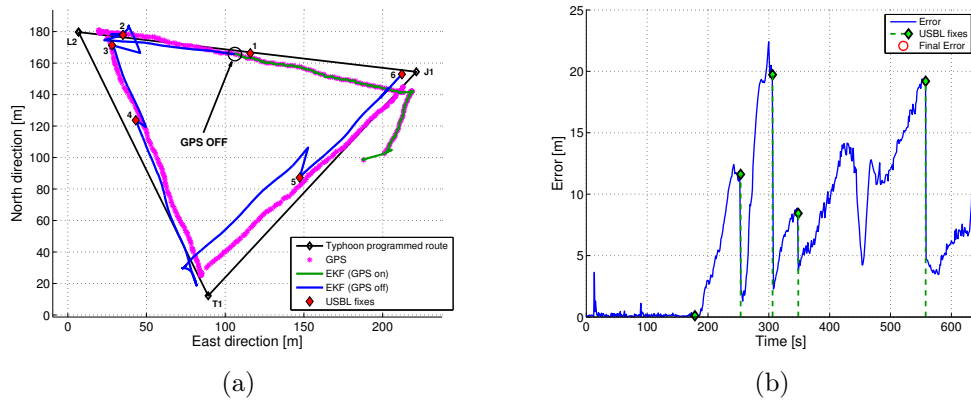 200
180
160
140
120
100
80
60
40
20
0
0
50
100
150
200
North direction [m]
East direction [m]
L2
2
3
1
6
J1
4
5
T1
GPS OFF
Typhoon programmed route
GPS
EKF (GPS on)
EKF (GPS off)
USBL fixes
(a)
25
20
15
10
5
0
0
100
200
300
400
500
600
Error [m]
Time [s]
Error
USBL fixes
Final Error
(b)